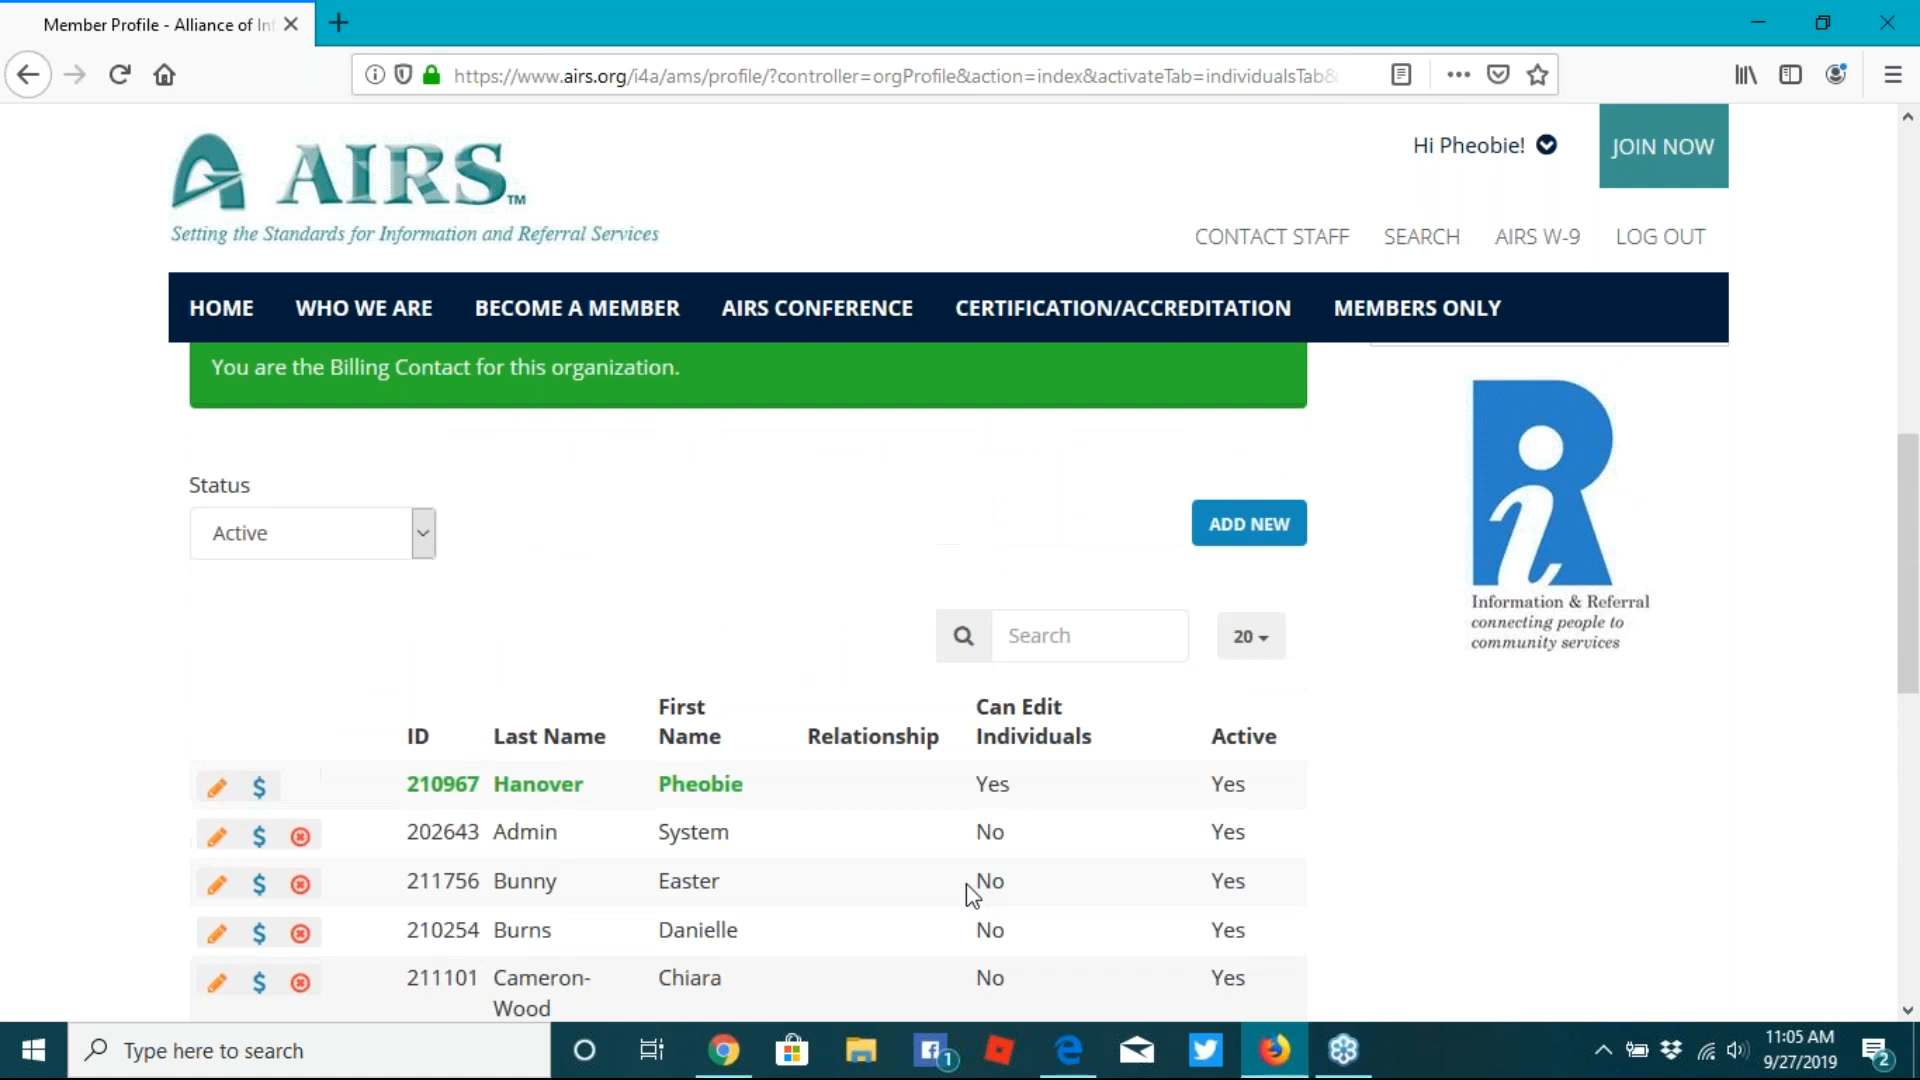 Member Profile - Alliance of Inf
https://www.airs.org/i4a/ams/profile/?controller=orgProfile&action=index&activateTab=individualsTab&
AIRS™
Setting the Standards for Information and Referral Services
Hi Pheobie!
JOIN NOW
CONTACT STAFF SEARCH AIRS W-9 LOG OUT
HOME WHO WE ARE BECOME A MEMBER AIRS CONFERENCE CERTIFICATION/ACCREDITATION MEMBERS ONLY
You are the Billing Contact for this organization.
Status
Active
ADD NEW
Search
20
Information & Referral
connecting people to
community services
ID Last Name First Name Relationship Can Edit Individuals Active
210967 Hanover Pheobie Yes Yes
202643 Admin System No Yes
211756 Bunny Easter No Yes
210254 Burns Danielle No Yes
211101 Cameron-Wood Chiara No Yes
Type here to search
1
11:05 AM
9/27/2019
2